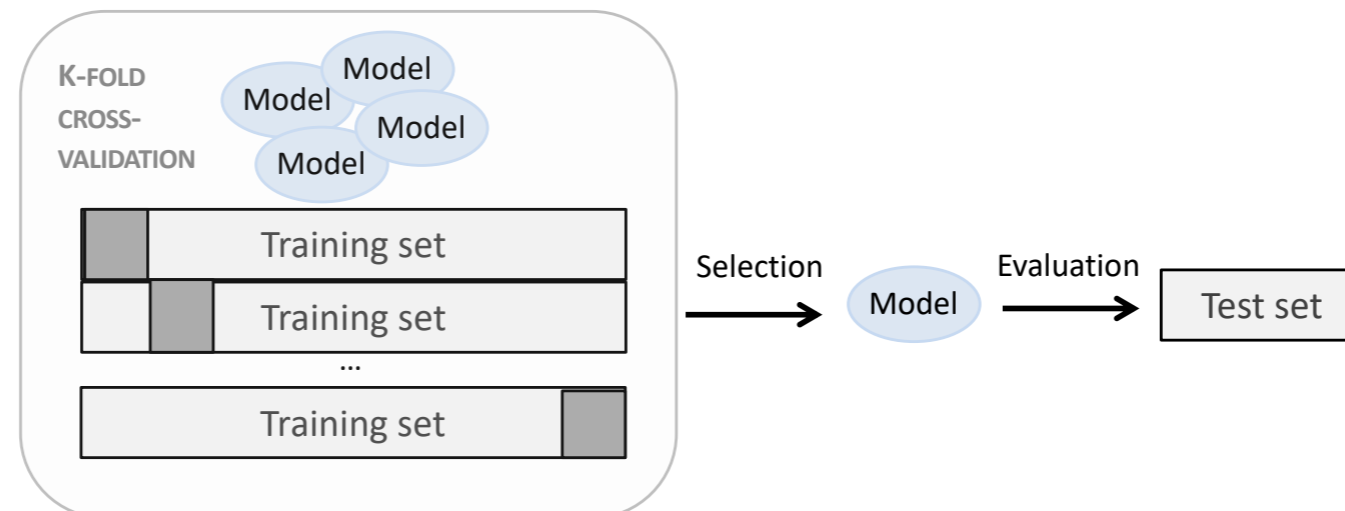 K-FOLD
CROSS-
VALIDATION
Model
Model
Model
Model
Training set
Training set
...
Training set
Selection
Model
Evaluation
Test set